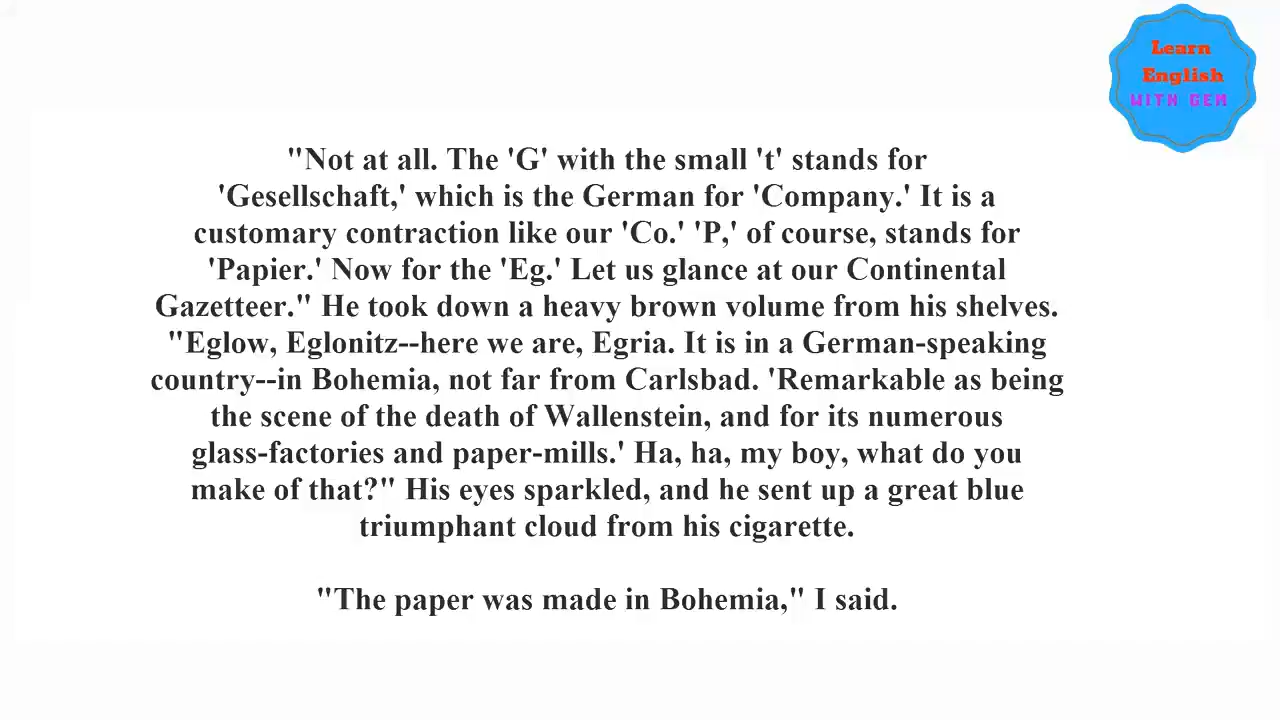 Learn
English
WITH GEM
"Not at all. The 'G' with the small 't' stands for
'Gesellschaft,' which is the German for 'Company.' It is a
customary contraction like our 'Co.' 'P,' of course, stands for
'Papier.' Now for the 'Eg.' Let us glance at our Continental
Gazetteer." He took down a heavy brown volume from his shelves.
"Eglow, Eglonitz--here we are, Egria. It is in a German-speaking
country--in Bohemia, not far from Carlsbad. 'Remarkable as being
the scene of the death of Wallenstein, and for its numerous
glass-factories and paper-mills.' Ha, ha, my boy, what do you
make of that?" His eyes sparkled, and he sent up a great blue
triumphant cloud from his cigarette.
"The paper was made in Bohemia," I said.